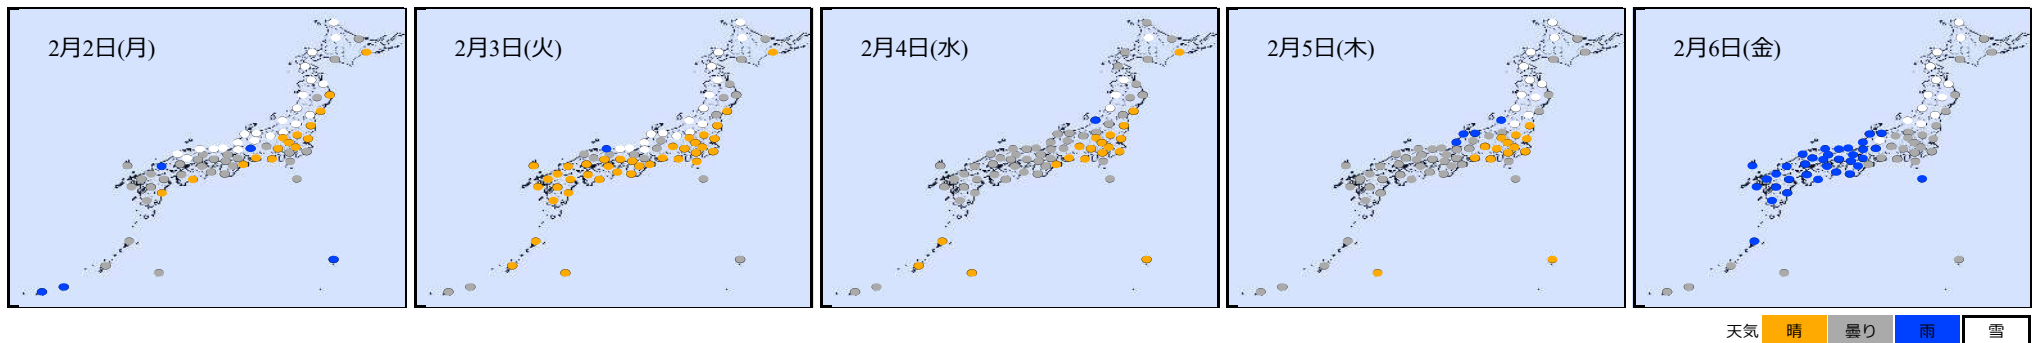 2月2日(月)
2月3日(火)
2月4日(水)
2月5日(木)
2月6日(金)
天気 晴 曇り 雨 雪